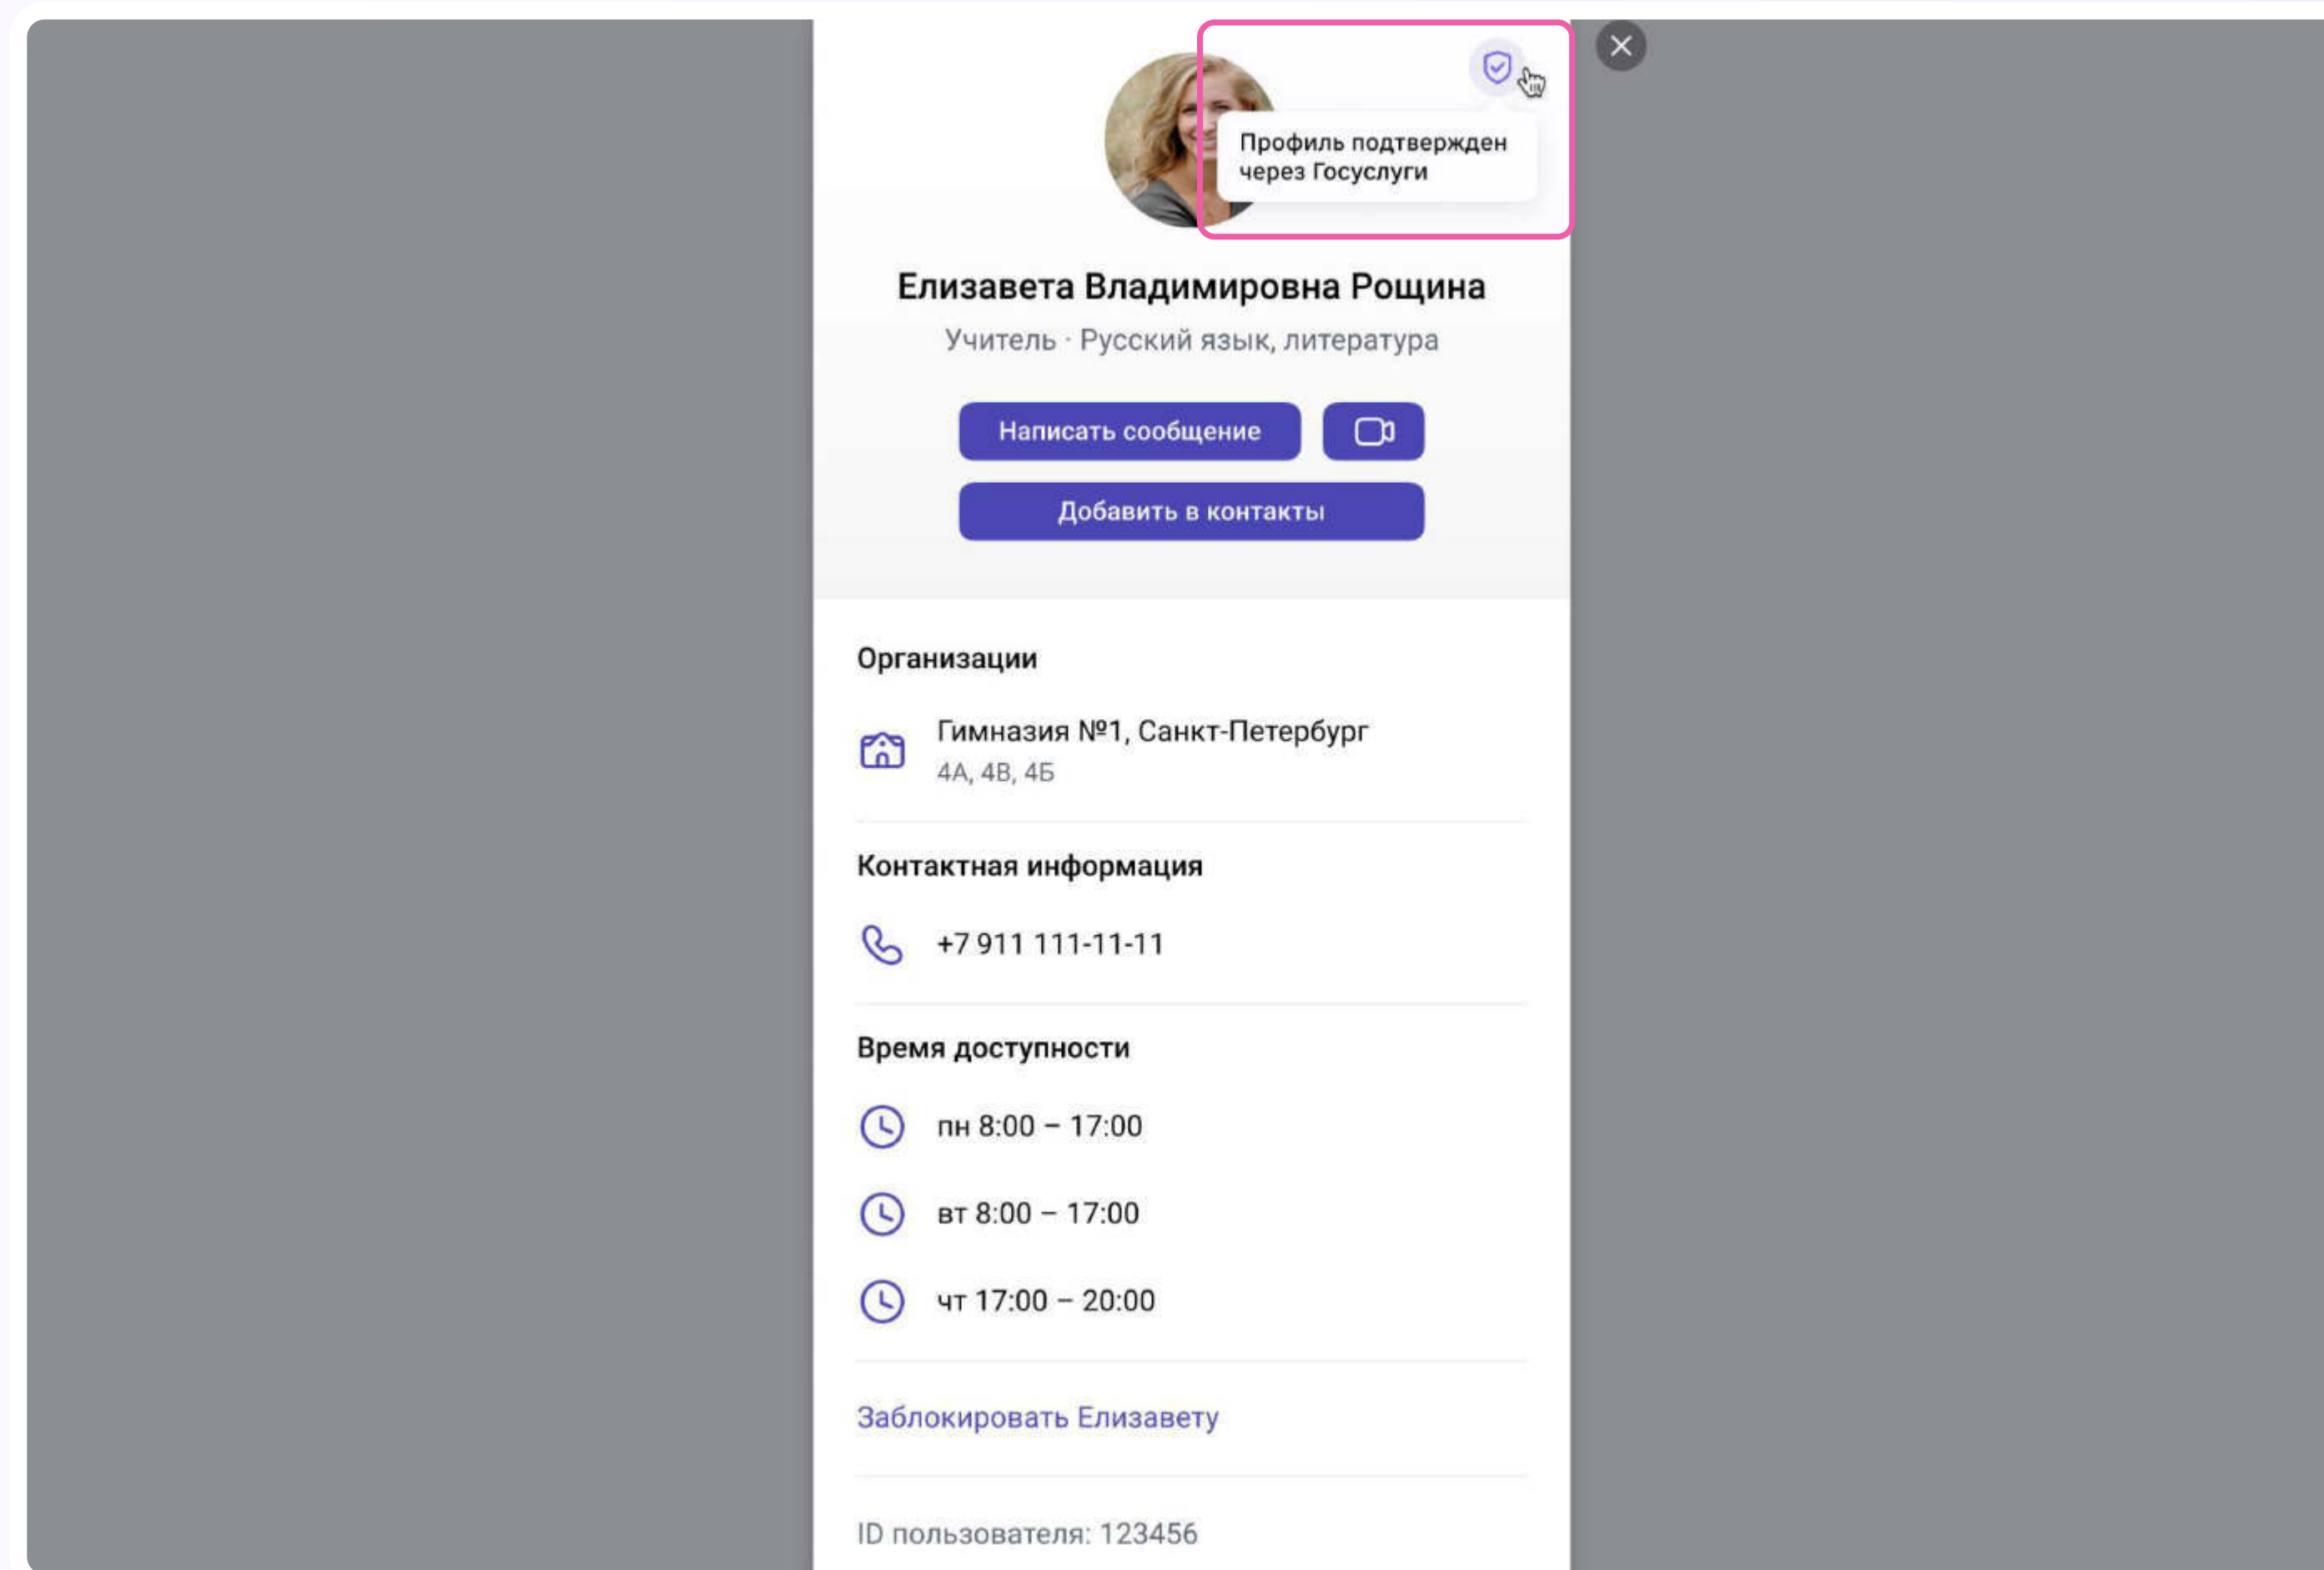 Профиль подтвержден
через Госуслуги
Елизавета Владимировна Рощина
Учитель · Русский язык, литература
Написать сообщение
Добавить в контакты
Организации
Гимназия №1, Санкт-Петербург
4А, 4В, 4Б
Контактная информация
+7 911 111-11-11
Время доступности
пн 8:00 – 17:00
вт 8:00 – 17:00
чт 17:00 – 20:00
Заблокировать Елизавету
ID пользователя: 123456